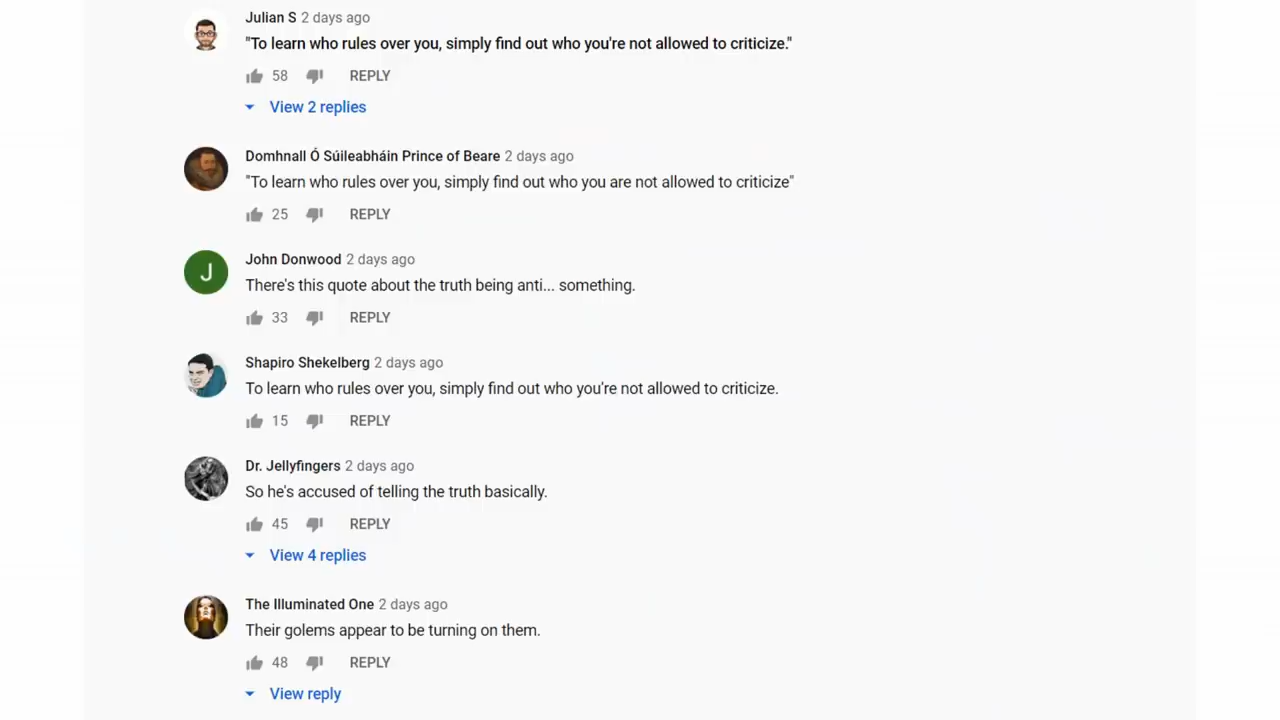 Julian S 2 days ago
"To learn who rules over you, simply find out who you're not allowed to criticize."
58 REPLY
View 2 replies
Domhnall Ó Súileabháin Prince of Beare 2 days ago
"To learn who rules over you, simply find out who you are not allowed to criticize"
25 REPLY
John Donwood 2 days ago
J
There's this quote about the truth being anti... something.
33 REPLY
Shapiro Shekelberg 2 days ago
To learn who rules over you, simply find out who you're not allowed to criticize.
15 REPLY
Dr. Jellyfingers 2 days ago
So he's accused of telling the truth basically.
45 REPLY
View 4 replies
The Illuminated One 2 days ago
Their golems appear to be turning on them.
48 REPLY
View reply